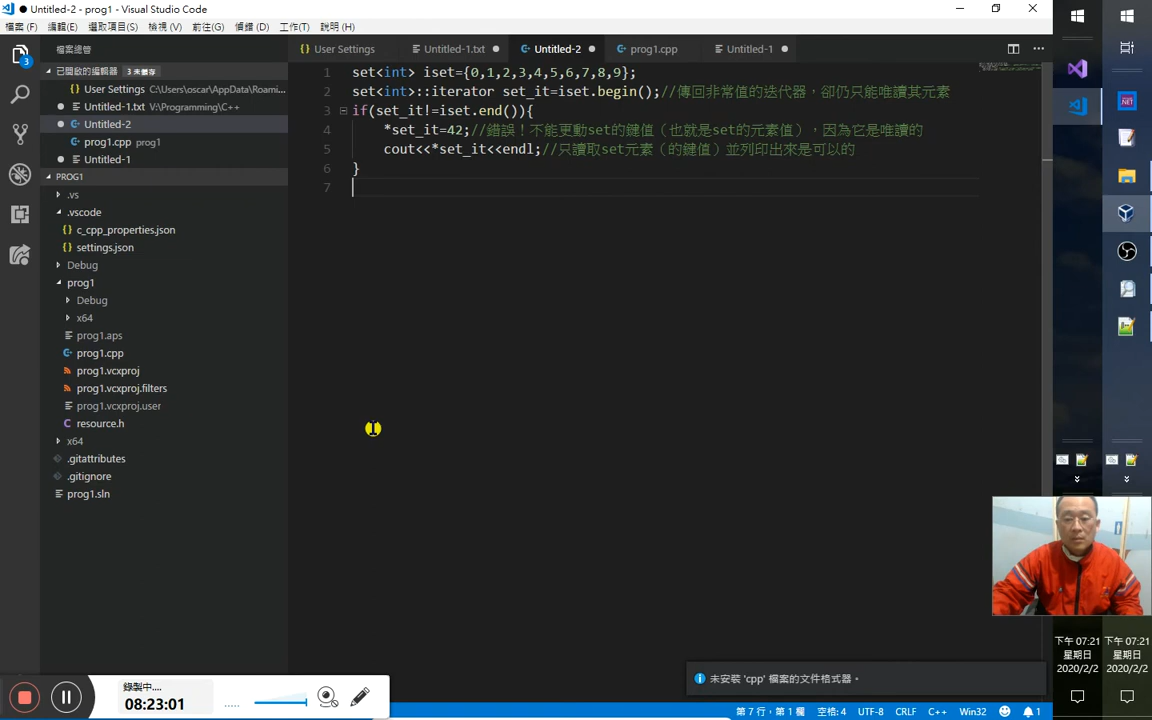 Untitled-2 - prog1 - Visual Studio Code
檔案 (F) 編輯(E) 選取項目(S) 檢視 (V) 前往(G) 偵錯 (D) 工作(T) 說明 (H)
檔案總管
User Settings
Untitled-1.txt
Untitled-2
prog1.cpp
Untitled-1
已開啟的編輯器
3 未儲存
User Settings C:\Users\oscar\AppData\Roami...
Untitled-1.txt V:\Programming\C++
Untitled-2
prog1.cpp prog1
Untitled-1
PROG1
.vs
.vscode
c_cpp_properties.json
settings.json
Debug
prog1
Debug
x64
prog1.aps
prog1.cpp
prog1.vcxproj
prog1.vcxproj.filters
prog1.vcxproj.user
resource.h
x64
.gitattributes
.gitignore
prog1.sln
3
1 set<int> iset={0,1,2,3,4,5,6,7,8,9};
2 set<int>::iterator set_it=iset.begin();//傳回非常值的迭代器，卻仍只能唯讀其元素
3 if(set_it!=iset.end()){
4 *set_it=42;//錯誤！不能更動set的鍵值（也就是set的元素值），因為它是唯讀的
5 cout<<*set_it<<endl;//只讀取set元素（的鍵值）並列印出來是可以的
6 }
7
未安裝 'cpp' 檔案的文件格式器。
錄製中....
08:23:01
第 7 行，第 1 欄 空格: 4 UTF-8 CRLF C++ Win32 1
下午 07:21
星期日
2020/2/2
下午 07:21
星期日
2020/2/2
.NET